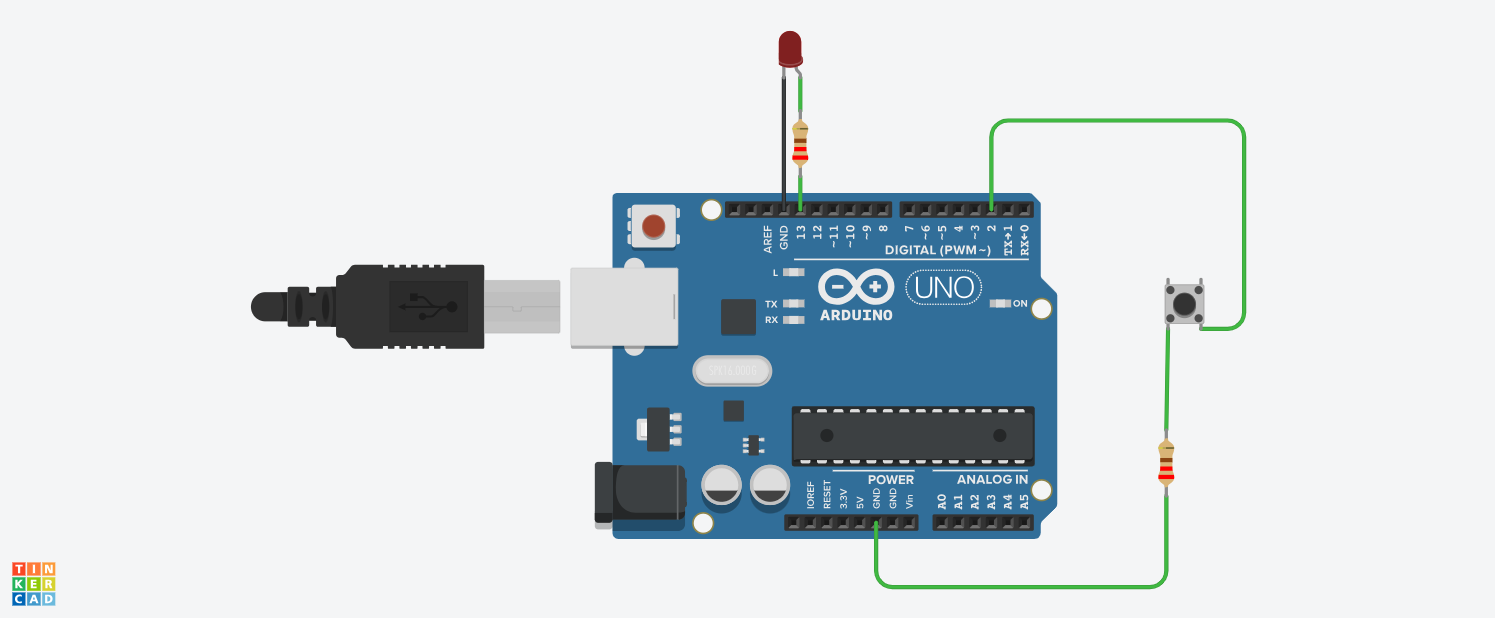 AREF
GND
13
12
~11
~10
~9
8
7
~6
~5
4
~3
2
TX→1
RX←0
DIGITAL (PWM~)
L
TX
RX
UNO
ARDUINO
ON
POWER
ANALOG IN
IOREF
RESET
3.3V
5V
GND
GND
Vin
A0
A1
A2
A3
A4
A5
TIN
KER
CAD